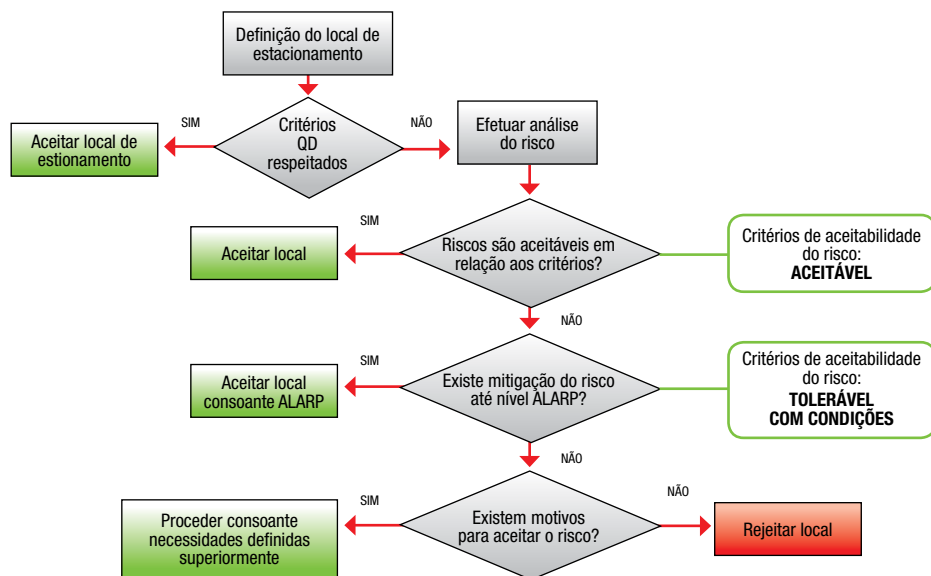 Definição do local de
estacionamento
SIM
Critérios
QD
respeitados
NÃO
Efetuar análise
do risco
Aceitar local de
estionamento
SIM
Aceitar local
Riscos são aceitáveis em
relação aos critérios?
Critérios de aceitabilidade
do risco:
ACEITÁVEL
NÃO
SIM
Aceitar local
consoante ALARP
Existe mitigação do risco
até nível ALARP?
Critérios de aceitabilidade
do risco:
TOLERÁVEL
COM CONDIÇÕES
NÃO
SIM
Proceder consoante
necessidades definidas
superiormente
Existem motivos
para aceitar o risco?
NÃO
Rejeitar local